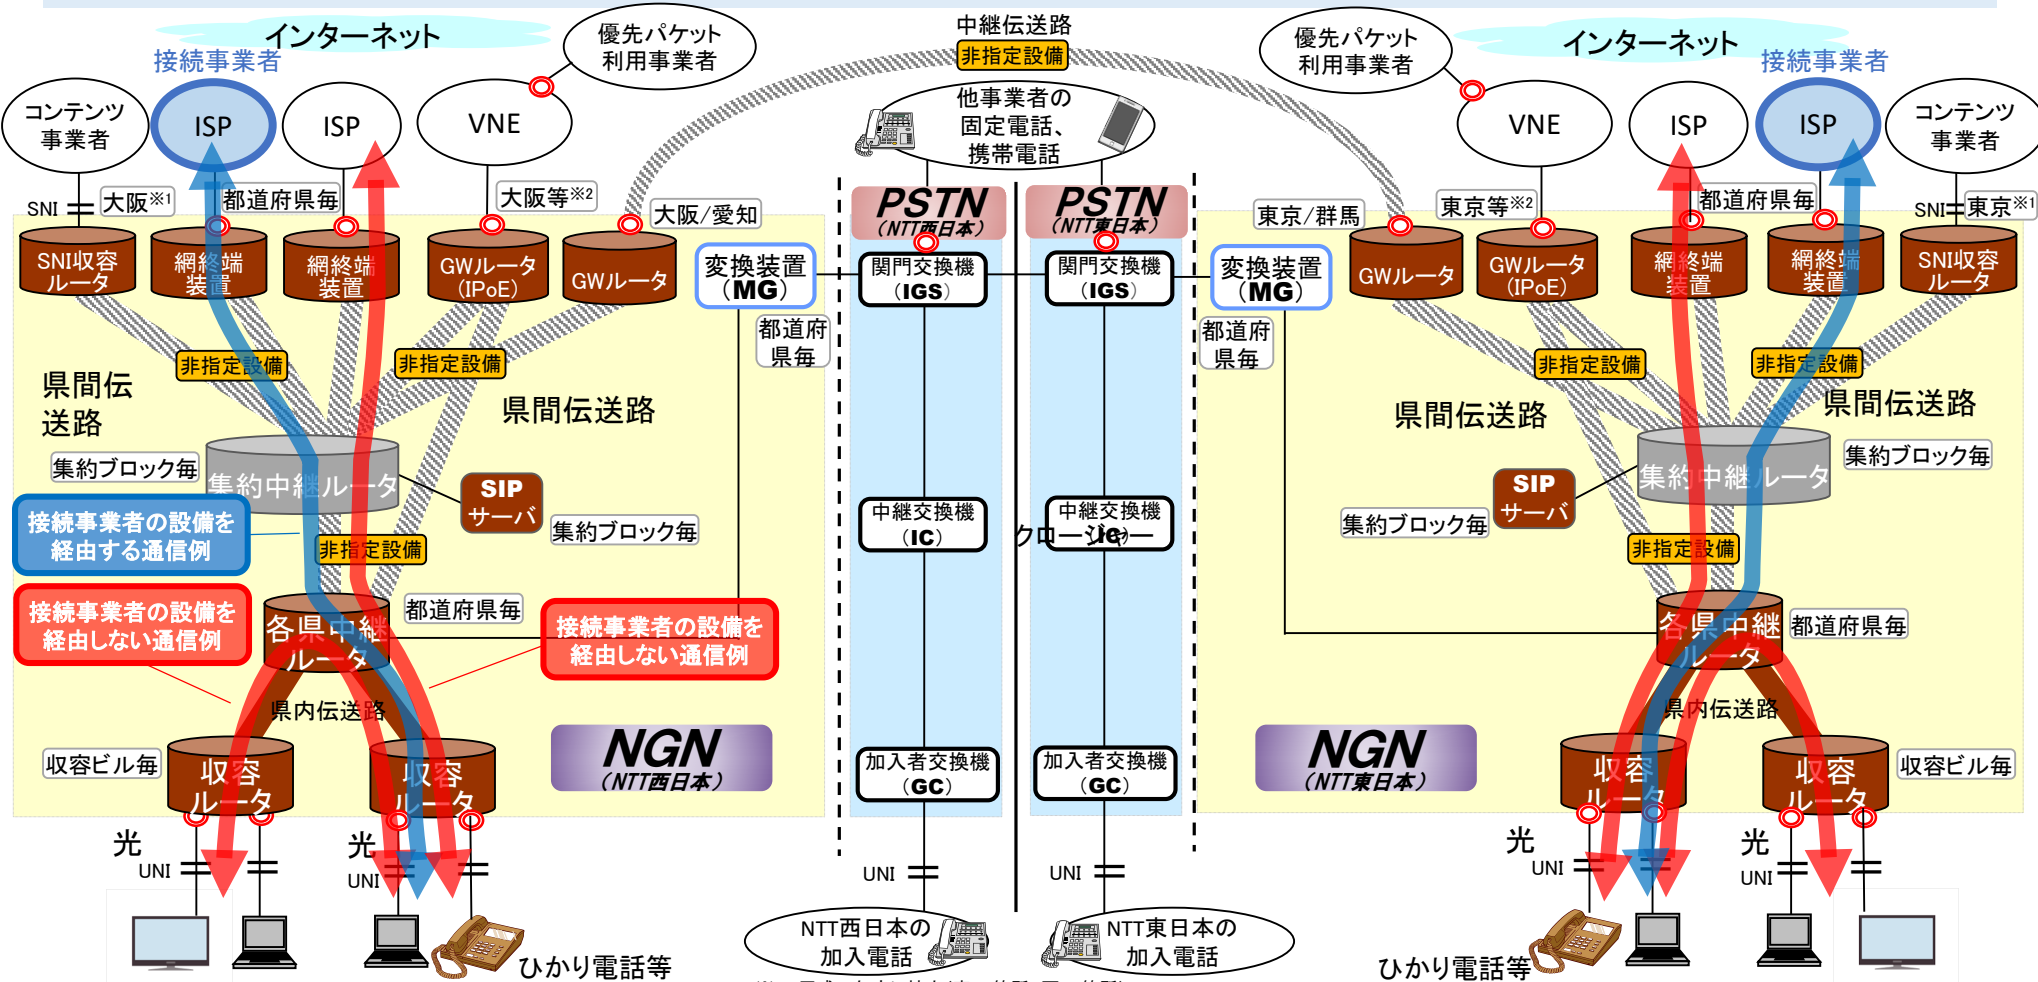 インターネット
接続事業者
コンテンツ
事業者
ISP
ISP
VNE
優先パケット
利用事業者
中継伝送路
非指定設備
他事業者の
固定電話、
携帯電話
優先パケット
利用事業者
インターネット
接続事業者
VNE
ISP
ISP
コンテンツ
事業者
SNI
大阪※1
都道府県毎
大阪等※2
大阪/愛知
PSTN
(NTT西日本)
PSTN
(NTT東日本)
東京/群馬
東京等※2
都道府県毎
SNI
東京※1
SNI収容
ルータ
網終端
装置
網終端
装置
GWルータ
(IPoE)
GWルータ
変換装置
(MG)
関門交換機
(IGS)
関門交換機
(IGS)
変換装置
(MG)
GWルータ
GWルータ
(IPoE)
網終端
装置
網終端
装置
SNI収容
ルータ
都道府
県毎
都道府
県毎
非指定設備
非指定設備
非指定設備
非指定設備
県間伝
送路
県間伝送路
県間伝送路
県間伝送路
集約ブロック毎
集約中継ルータ
SIP
サーバ
集約ブロック毎
集約ブロック毎
SIP
サーバ
集約中継ルータ
集約ブロック毎
接続事業者の設備を
経由する通信例
非指定設備
中継交換機
(IC)
クロージャー
中継交換機
(IC)
非指定設備
接続事業者の設備を
経由しない通信例
各県中継
ルータ
都道府県毎
接続事業者の設備を
経由しない通信例
各県中継
ルータ
都道府県毎
県内伝送路
県内伝送路
NGN
(NTT西日本)
NGN
(NTT東日本)
収容ビル毎
収容
ルータ
収容
ルータ
加入者交換機
(GC)
加入者交換機
(GC)
収容
ルータ
収容
ルータ
収容ビル毎
光
UNI
光
UNI
UNI
UNI
光
UNI
光
UNI
ひかり電話等
NTT西日本の
加入電話
NTT東日本の
加入電話
ひかり電話等